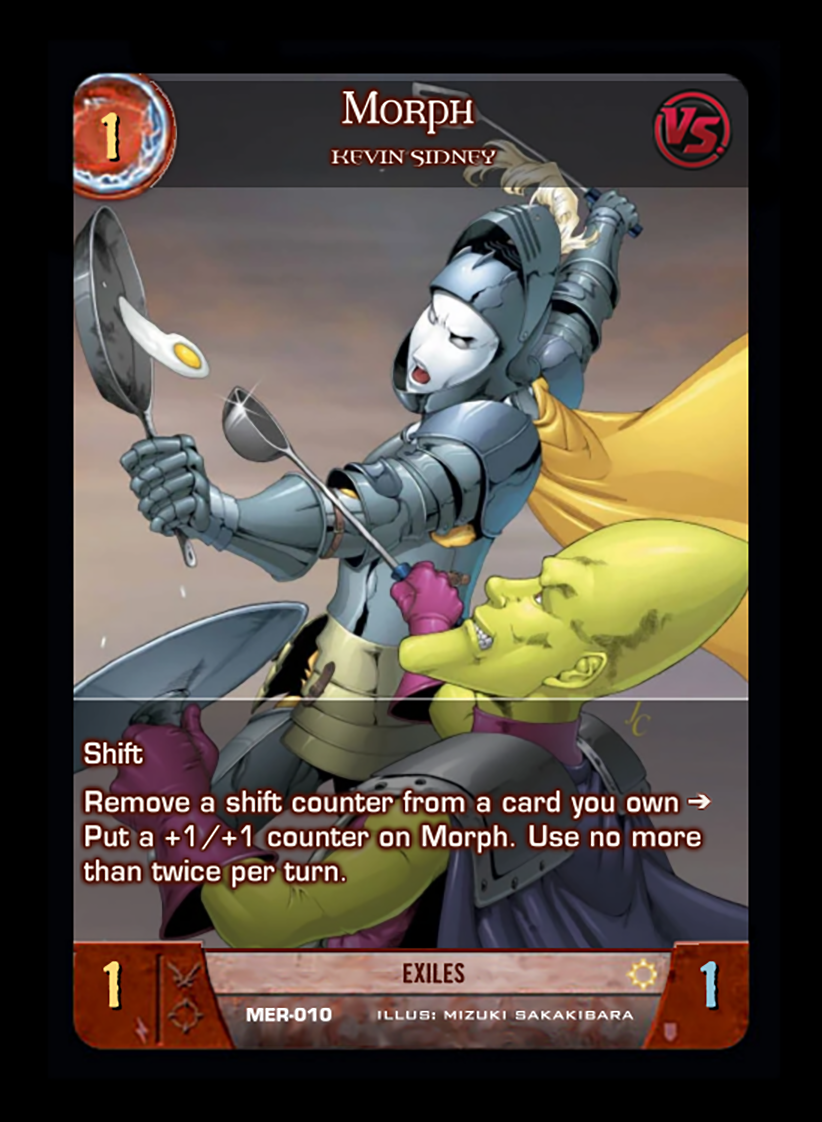 1
Morph
VS.
Kevin Sidney
JC
Shift
Remove a shift counter from a card you own ➔
Put a +1/+1 counter on Morph. Use no more
than twice per turn.
1
EXILES
1
MER-010 ILLUS: MIZUKI SAKAKIBARA